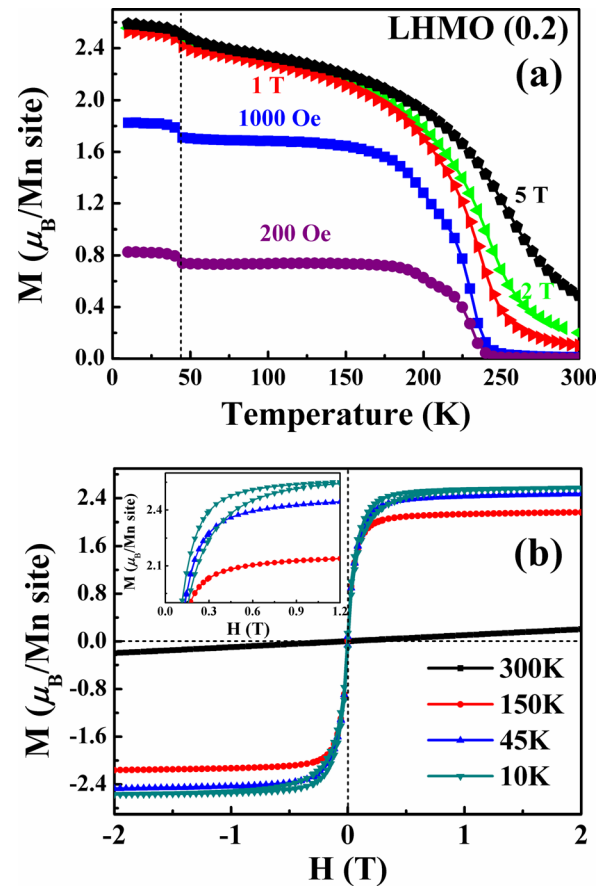 LHMO (0.2)
(a)
1 T
1000 Oe
200 Oe
5 T
2 T
M (μB/Mn site)
2.4
1.8
1.2
0.6
0.0
0 50 100 150 200 250 300
Temperature (K)
(b)
M (μB/Mn site)
2.4
1.6
0.8
0.0
-0.8
-1.6
-2.4
M (μB/Mn site)
2.4
2.1
0.0 0.3 0.6 0.9 1.2
H (T)
300K
150K
45K
10K
-2 -1 0 1 2
H (T)